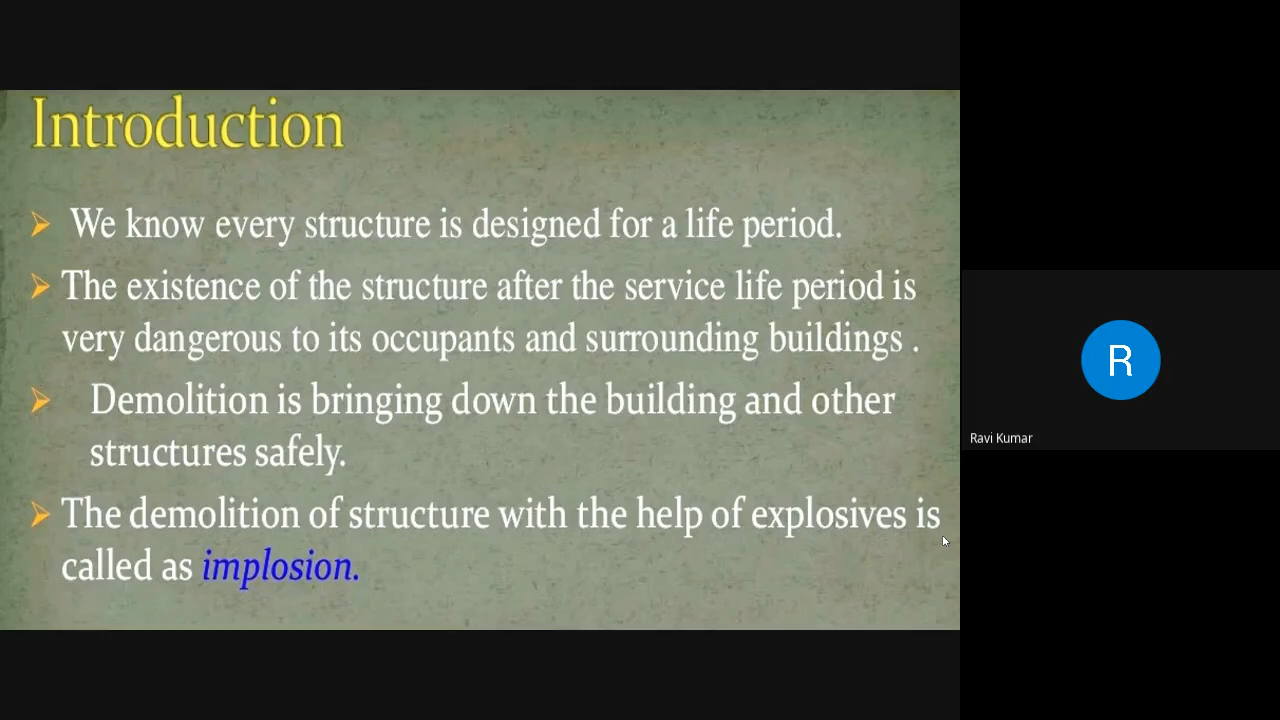 Introduction
We know every structure is designed for a life period.
The existence of the structure after the service life period is
very dangerous to its occupants and surrounding buildings .
Demolition is bringing down the building and other
structures safely.
The demolition of structure with the help of explosives is
called as implosion.
R
Ravi Kumar